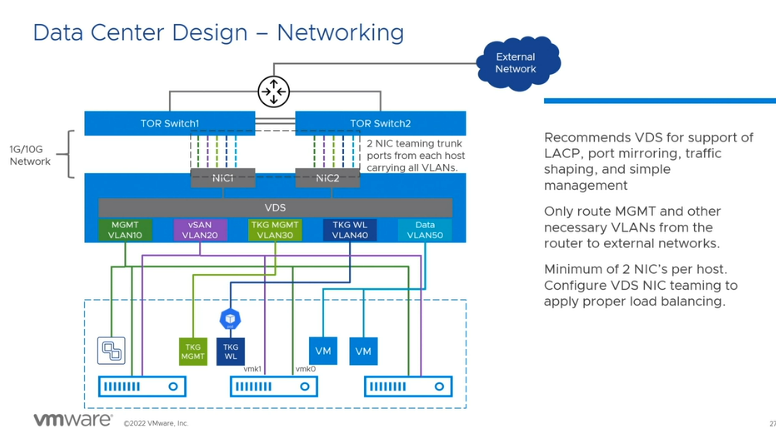 Data Center Design – Networking
External
Network
TOR Switch1
TOR Switch2
1G/10G
Network
2 NIC teaming trunk
ports from each host
carrying all VLANs.
NIC1
NIC2
VDS
MGMT
VLAN10
vSAN
VLAN20
TKG MGMT
VLAN30
TKG WL
VLAN40
Data
VLAN50
TKG
MGMT
TKG
WL
VM
VM
vmk1
vmk0
Recommends VDS for support of
LACP, port mirroring, traffic
shaping, and simple
management
Only route MGMT and other
necessary VLANs from the
router to external networks.
Minimum of 2 NIC's per host.
Configure VDS NIC teaming to
apply proper load balancing.
vmware®
©2022 VMware, Inc.
27